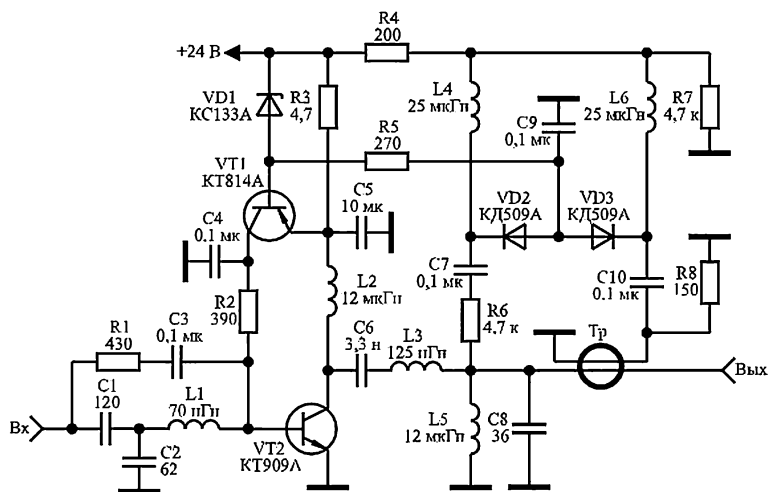 R4
200
+24 В
VD1
КС133А
R3
4,7
L4
25 мкГн
C9
0,1 мк
L6
25 мкГн
R7
4,7 к
R5
270
VT1
КТ814А
C4
0.1 мк
C5
10 мк
VD2
КД509А
VD3
КД509А
C7
0,1 мк
C10
0.1 мк
R8
150
R2
390
L2
12 мкГн
R1
430
C3
0,1 мк
C6
3,3 н
L3
125 нГн
R6
4,7 к
Тр
Вых
C1
120
L1
70 нГн
Вх
C2
62
VT2
КТ909А
L5
12 мкГн
C8
36